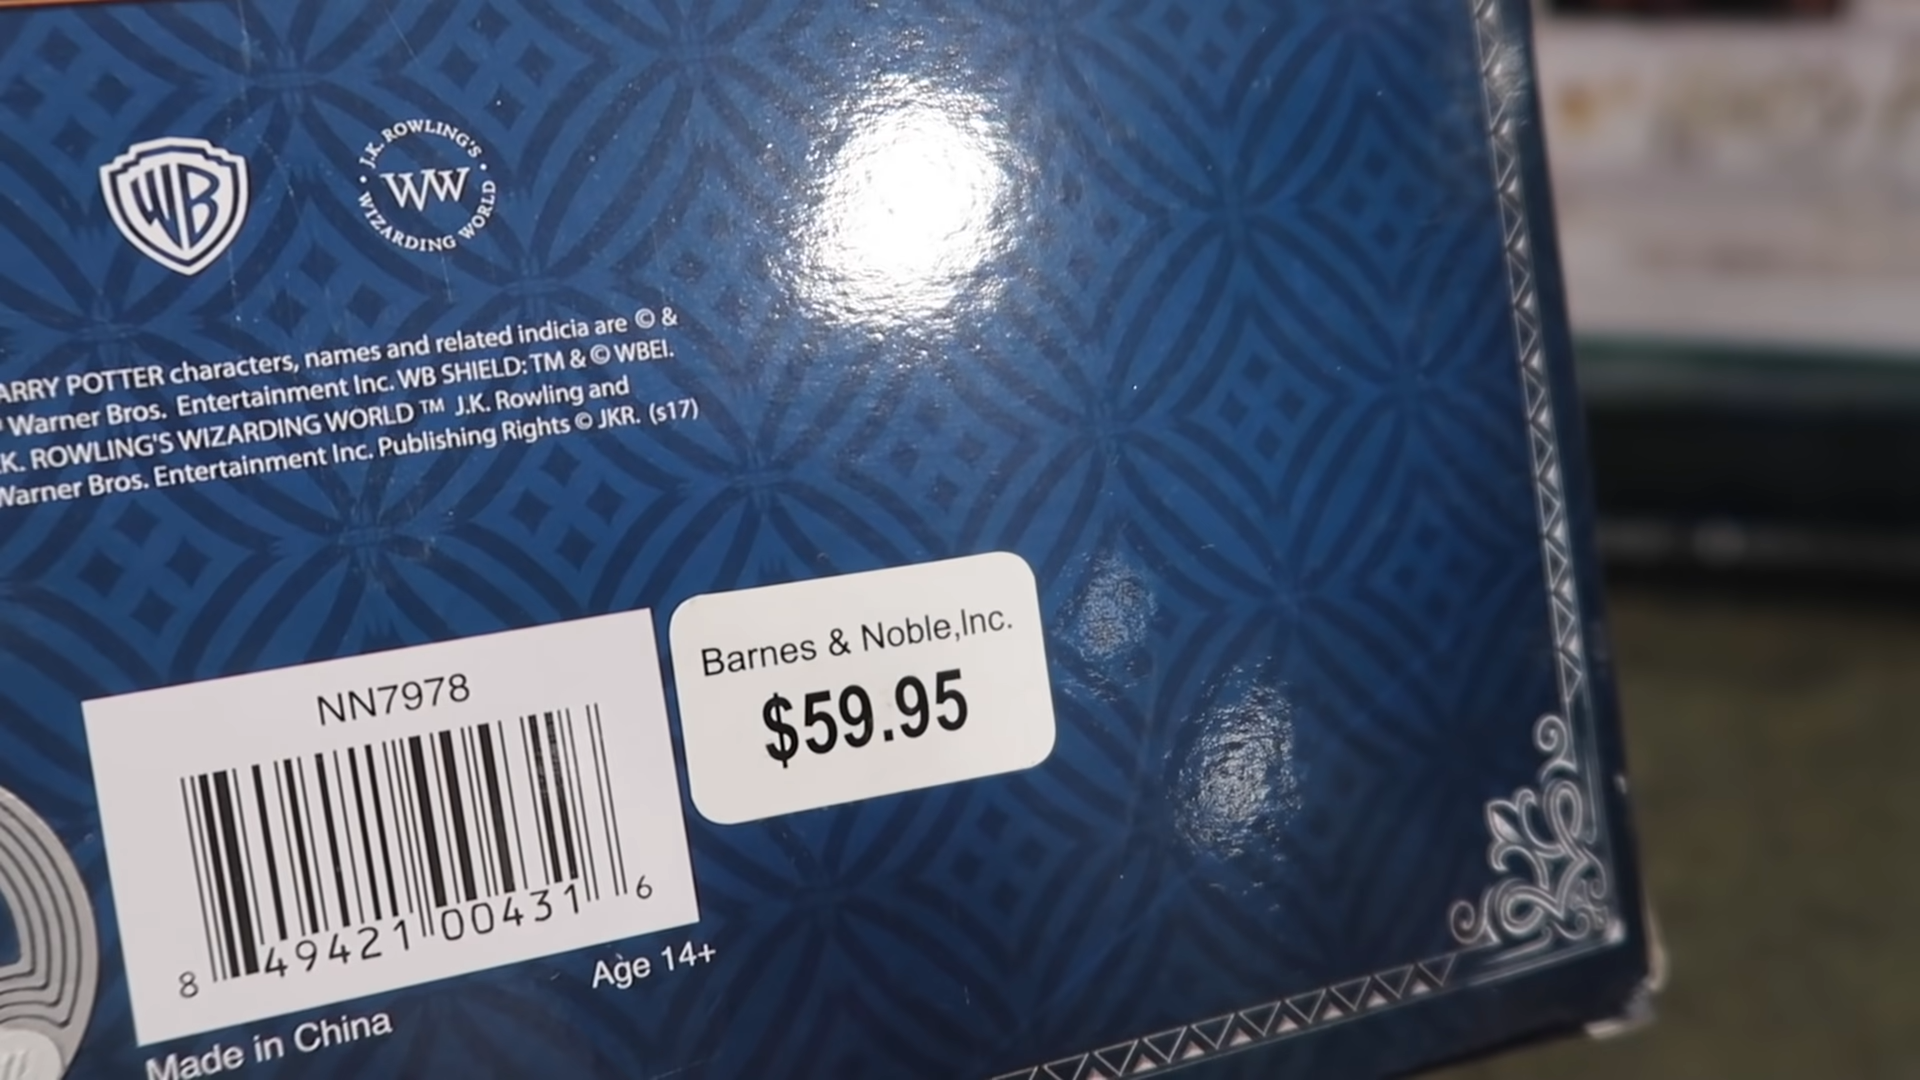 WB
J.K. ROWLING'S
WW
WIZARDING WORLD
ARRY POTTER characters, names and related indicia are © &
Warner Bros. Entertainment Inc. WB SHIELD: TM & © WBEI.
K. ROWLING'S WIZARDING WORLD ™ J.K. Rowling and
Warner Bros. Entertainment Inc. Publishing Rights © JKR. (s17)
Barnes & Noble,Inc.
$59.95
NN7978
8 49421 00431 6
Age 14+
Made in China